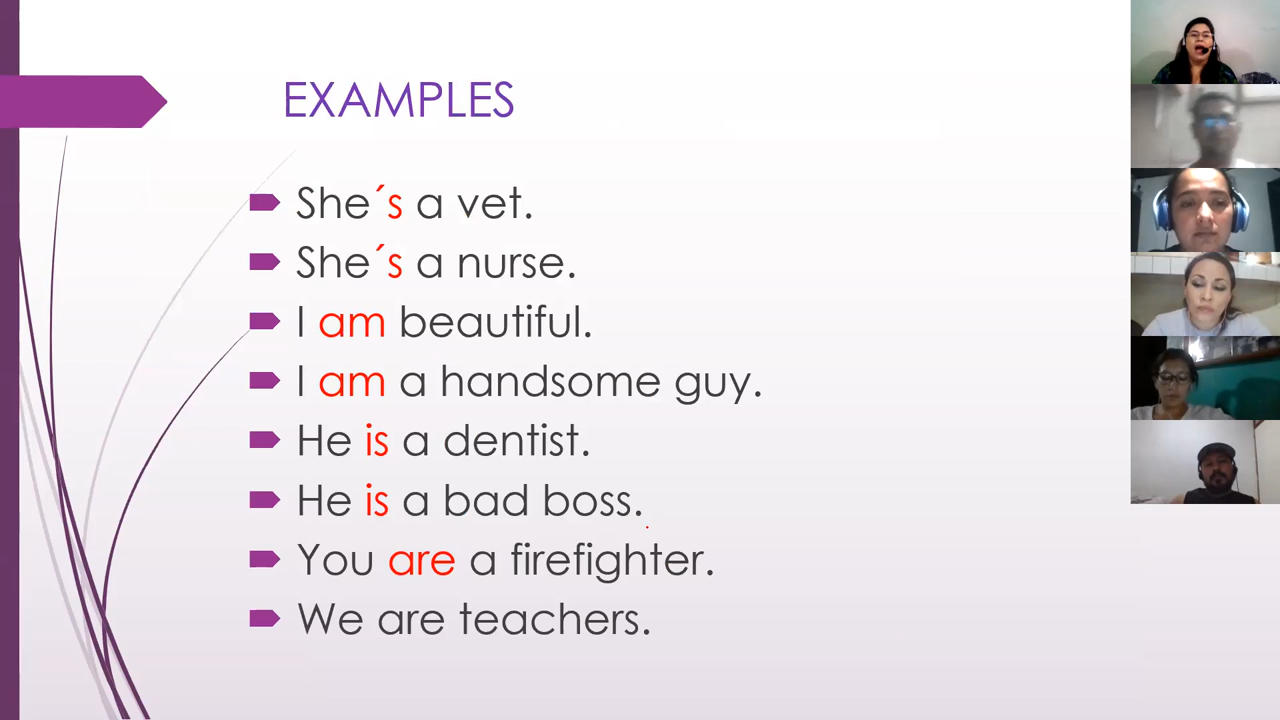 EXAMPLES
She´s a vet.
She´s a nurse.
I am beautiful.
I am a handsome guy.
He is a dentist.
He is a bad boss.
You are a firefighter.
We are teachers.